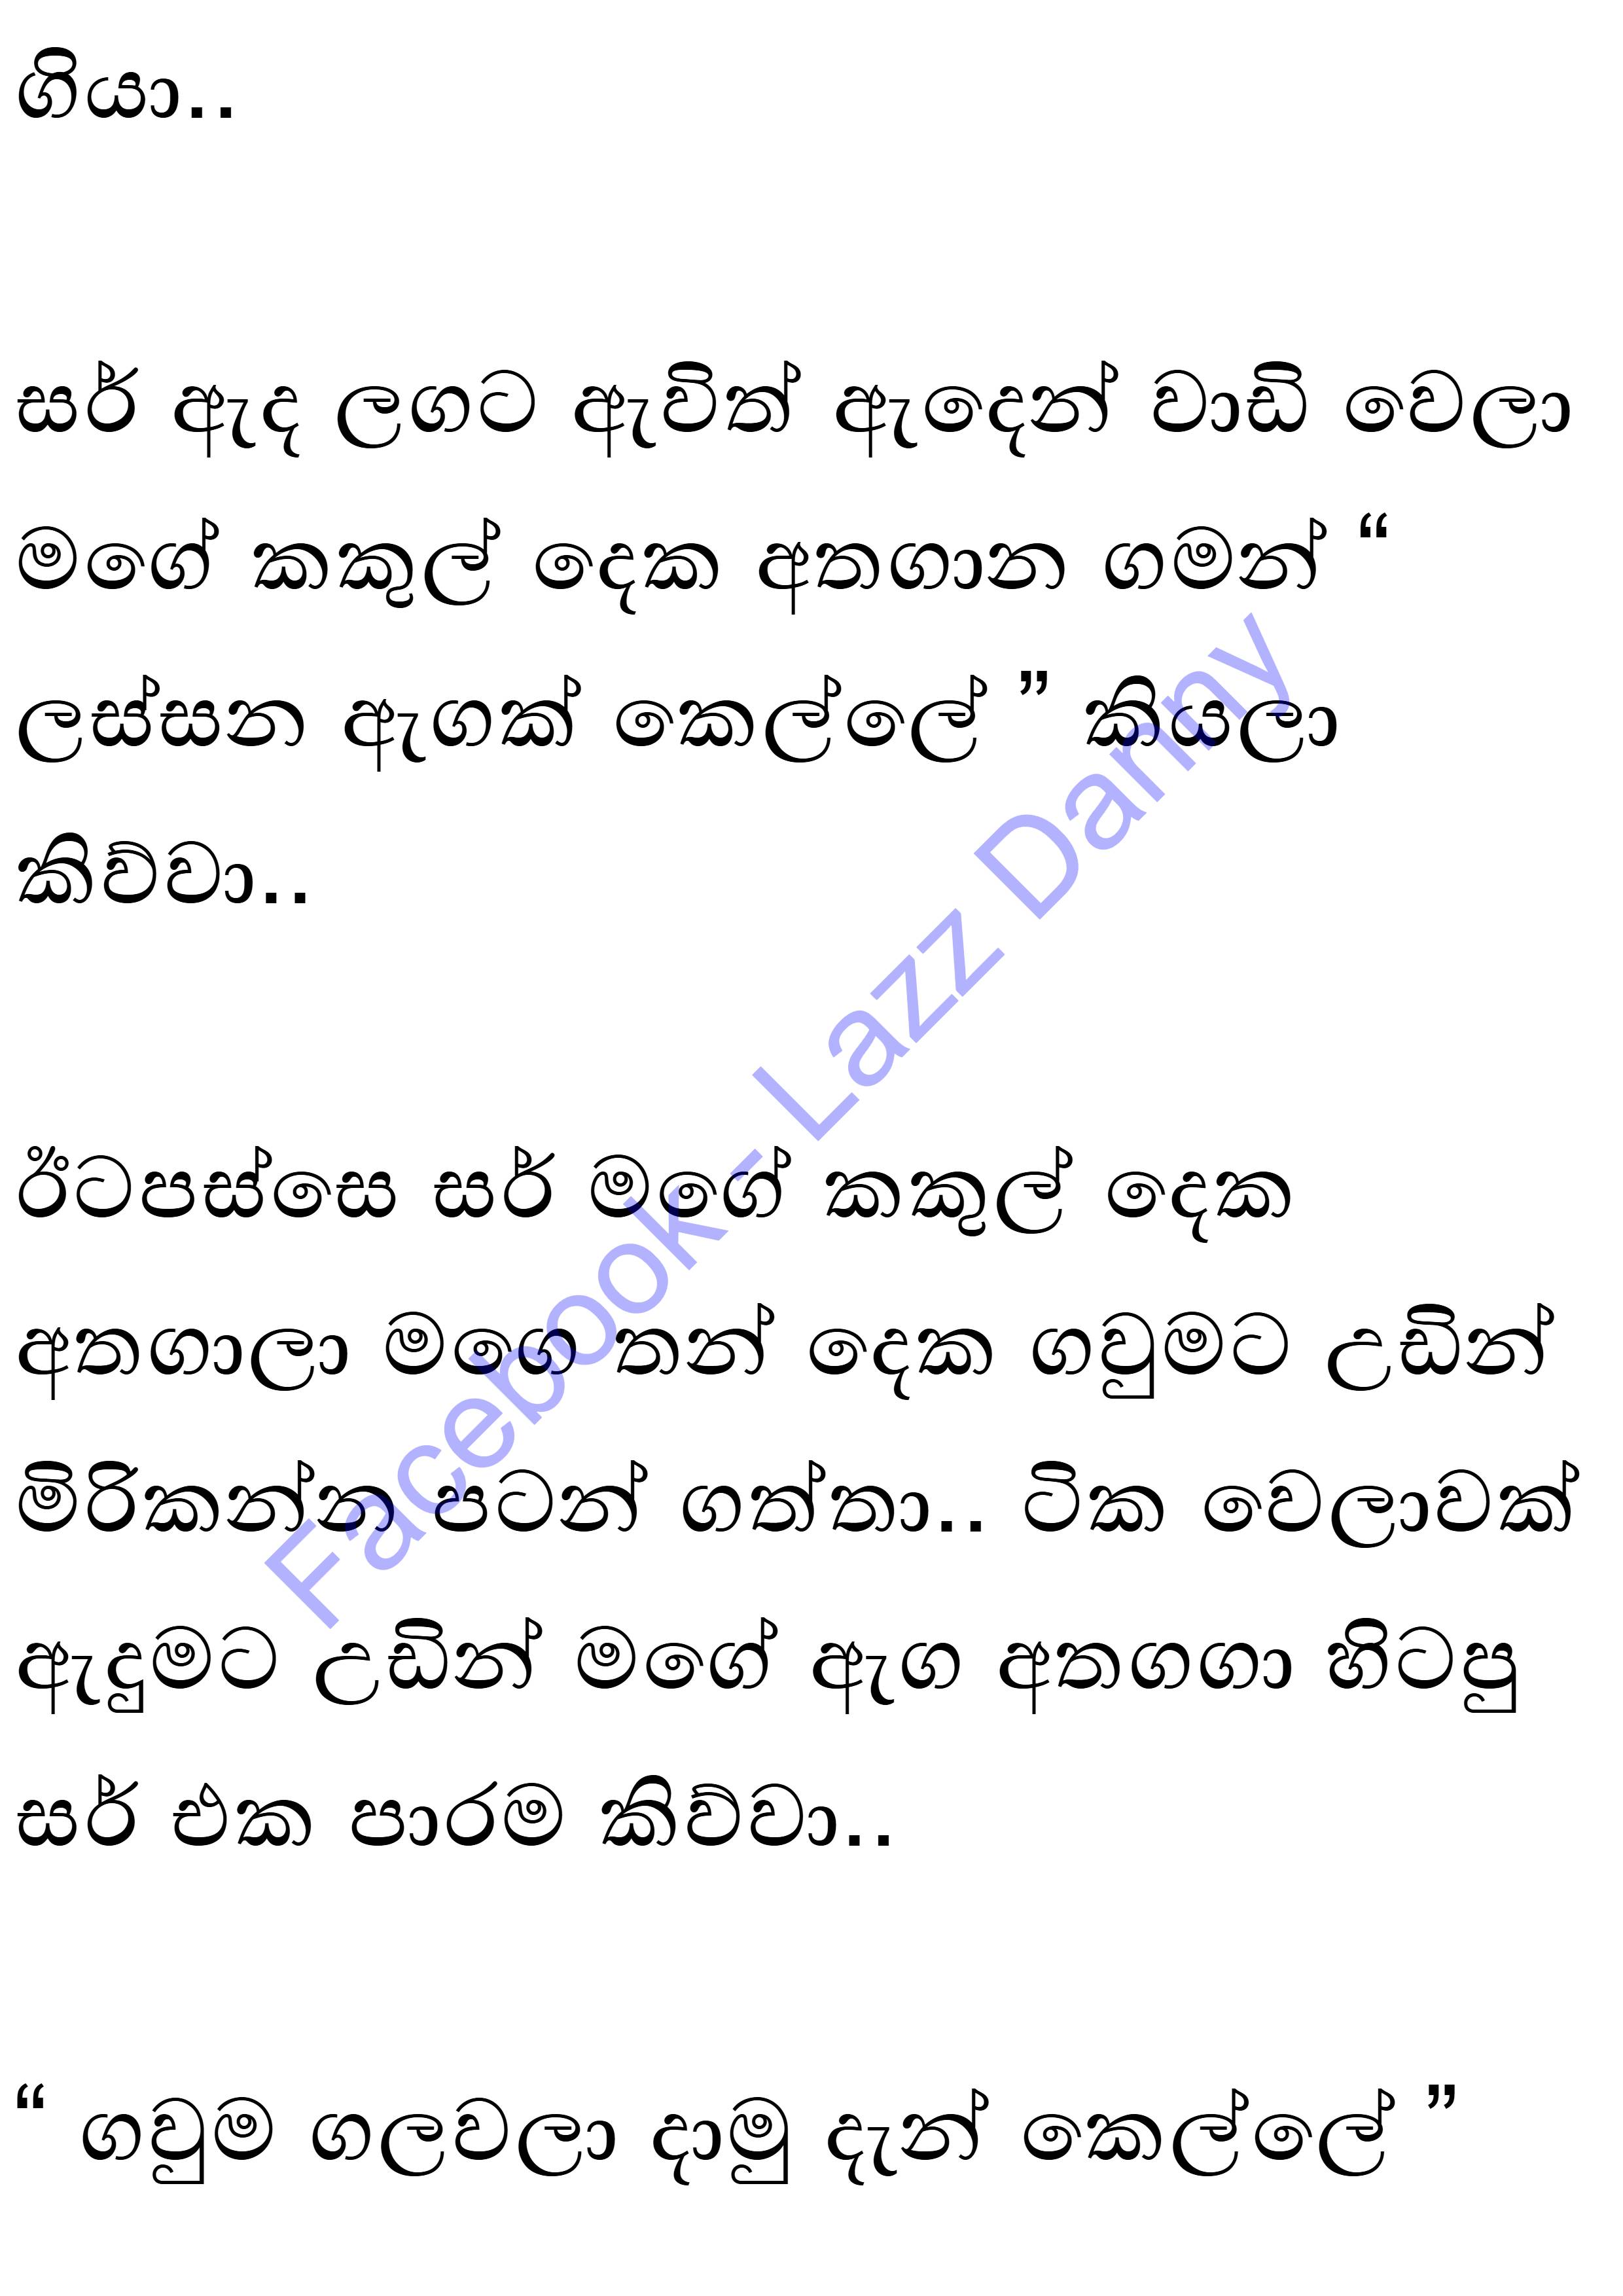 ගියා..
සර් ඇද ලගට ඇවිත් ඇදෙන් වාඩි වෙලා
මගේ කකුල් දෙක අතගාන ගමන් “
ලස්සන ඇගක් කෙල්ලේ ” කියලා
කිව්වා..
ඊටපස්සෙ සර් මගේ කකුල් දෙක
අතගාලා මගෙ තන් දෙක ගවුමට උඩින්
මිරිකන්න පටන් ගත්තා.. ටික වෙලාවක්
ඇදුමට උඩින් මගේ ඇග අතගගා හිටපු
සර් එක පාරම කිව්වා..
“ ගවුම ගලවලා දාමු දැන් කෙල්ලේ ”
Facebook - Lazz Danny